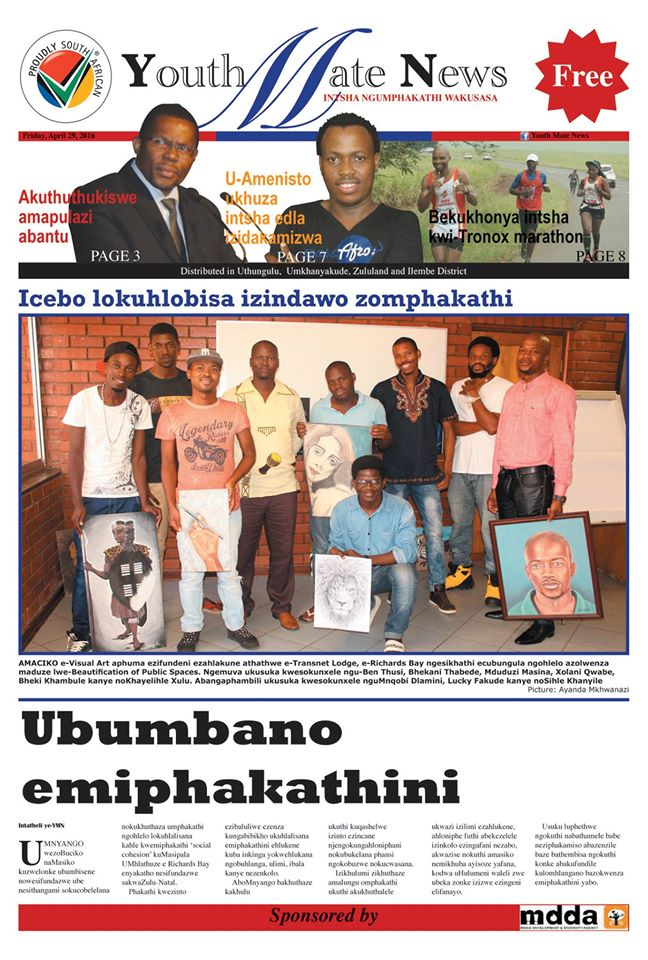 PROUDLY SOUTH AFRICAN
Youth Mate News
INTSHA NGUMPHAKATHI WAKUSASA
Free
Friday, April 29, 2016
Youth Mate News
Akuthuthukiswe
amapulazi
abantu
PAGE 3
U-Amenisto
ukhuza
intsha edla
izidakamizwa
PAGE 7
Afro
Bekukhonya intsha
kwi-Tronox marathon
PAGE 8
Distributed in Uthungulu, Umkhanyakude, Zululand and Ilembe District
Icebo lokuhlobisa izindawo zomphakathi
LEGENDARY
AMACIKO e-Visual Art aphuma ezifundeni ezahlakune athathwe e-Transnet Lodge, e-Richards Bay ngesikhathi ecubungula ngohlelo azolwenza
maduze lwe-Beautification of Public Spaces. Ngemuva ukusuka kwesokunxele ngu-Ben Thusi, Bhekani Thabede, Mduduzi Masina, Xolani Qwabe,
Bheki Khambule kanye noKhayelihle Xulu. Abangaphambili ukusuka kwesokunxele nguMnqobi Dlamini, Lucky Fakude kanye noSihle Khanyile
Picture: Ayanda Mkhwanazi
Ubumbano
emiphakathini
Intatheli ye-YMN
UMNYANGO
wezoBuciko
naMasiko
kuzwelonke ubambisene
nowesifundazwe ube
nesithangami sokucobelelana
nokukhuthaza umphakathi
ngohlelo lokuhlalisana
kahle kwemiphakathi ‘social
cohesion’ kuMasipala
UMhlathuze e Richards Bay
enyakatho nesifundazwe
sakwaZulu-Natal.
Phakathi kwezinto
ezibaluliwe ezenza
kungabibikho ukuhlalisana
emiphakathini ehlukene
kuba inkinga yokwehlukana
ngobuhlanga, ulimi, ibala
kanye nezenkolo.
AboMnyango bakhuthaze
kakhulu
ukuthi kuqashelwe
izinto ezincane
njengokungahloniphani
nokubukelana phansi
ngokobuzwe nokucwasana.
Izikhulumi zikhuthaze
amalungu omphakathi
ukuthi akukhuthalele
ukwazi izilimi ezahlukene,
ahloniphe futhi abekezelele
izinkolo ezingefani nezabo,
akwazise nokuthi amasiko
nemikhuba ayisoze yafana,
kodwa uHulumeni waleli zwe
ubeka zonke izizwe ezingeni
elifanayo.
Usuku luphethwe
ngokuthi nabathamele babe
neziphakamiso abazenzile
baze bathembisa ngokuthi
konke abakufundile
kulomhlangano bazokwenza
emiphakathini yabo.
Sponsored by
mdda
MEDIA DEVELOPMENT & DIVERSITY AGENCY